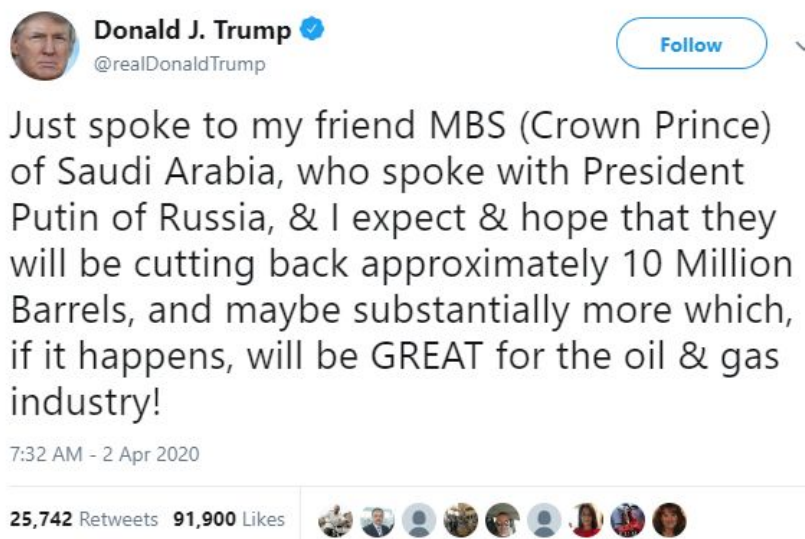 Donald J. Trump
@realDonaldTrump
Follow
Just spoke to my friend MBS (Crown Prince)
of Saudi Arabia, who spoke with President
Putin of Russia, & I expect & hope that they
will be cutting back approximately 10 Million
Barrels, and maybe substantially more which,
if it happens, will be GREAT for the oil & gas
industry!
7:32 AM - 2 Apr 2020
25,742 Retweets 91,900 Likes